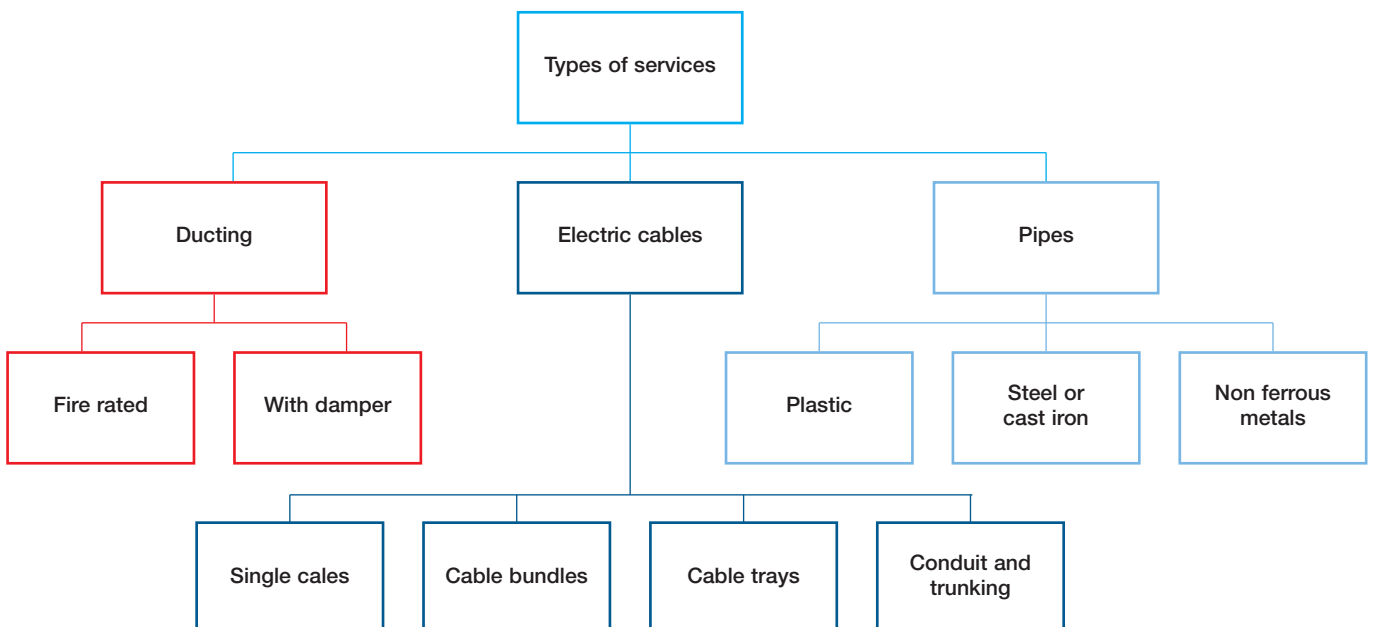 Types of services
Ducting
Electric cables
Pipes
Fire rated
With damper
Plastic
Steel or
cast iron
Non ferrous
metals
Single cales
Cable bundles
Cable trays
Conduit and
trunking